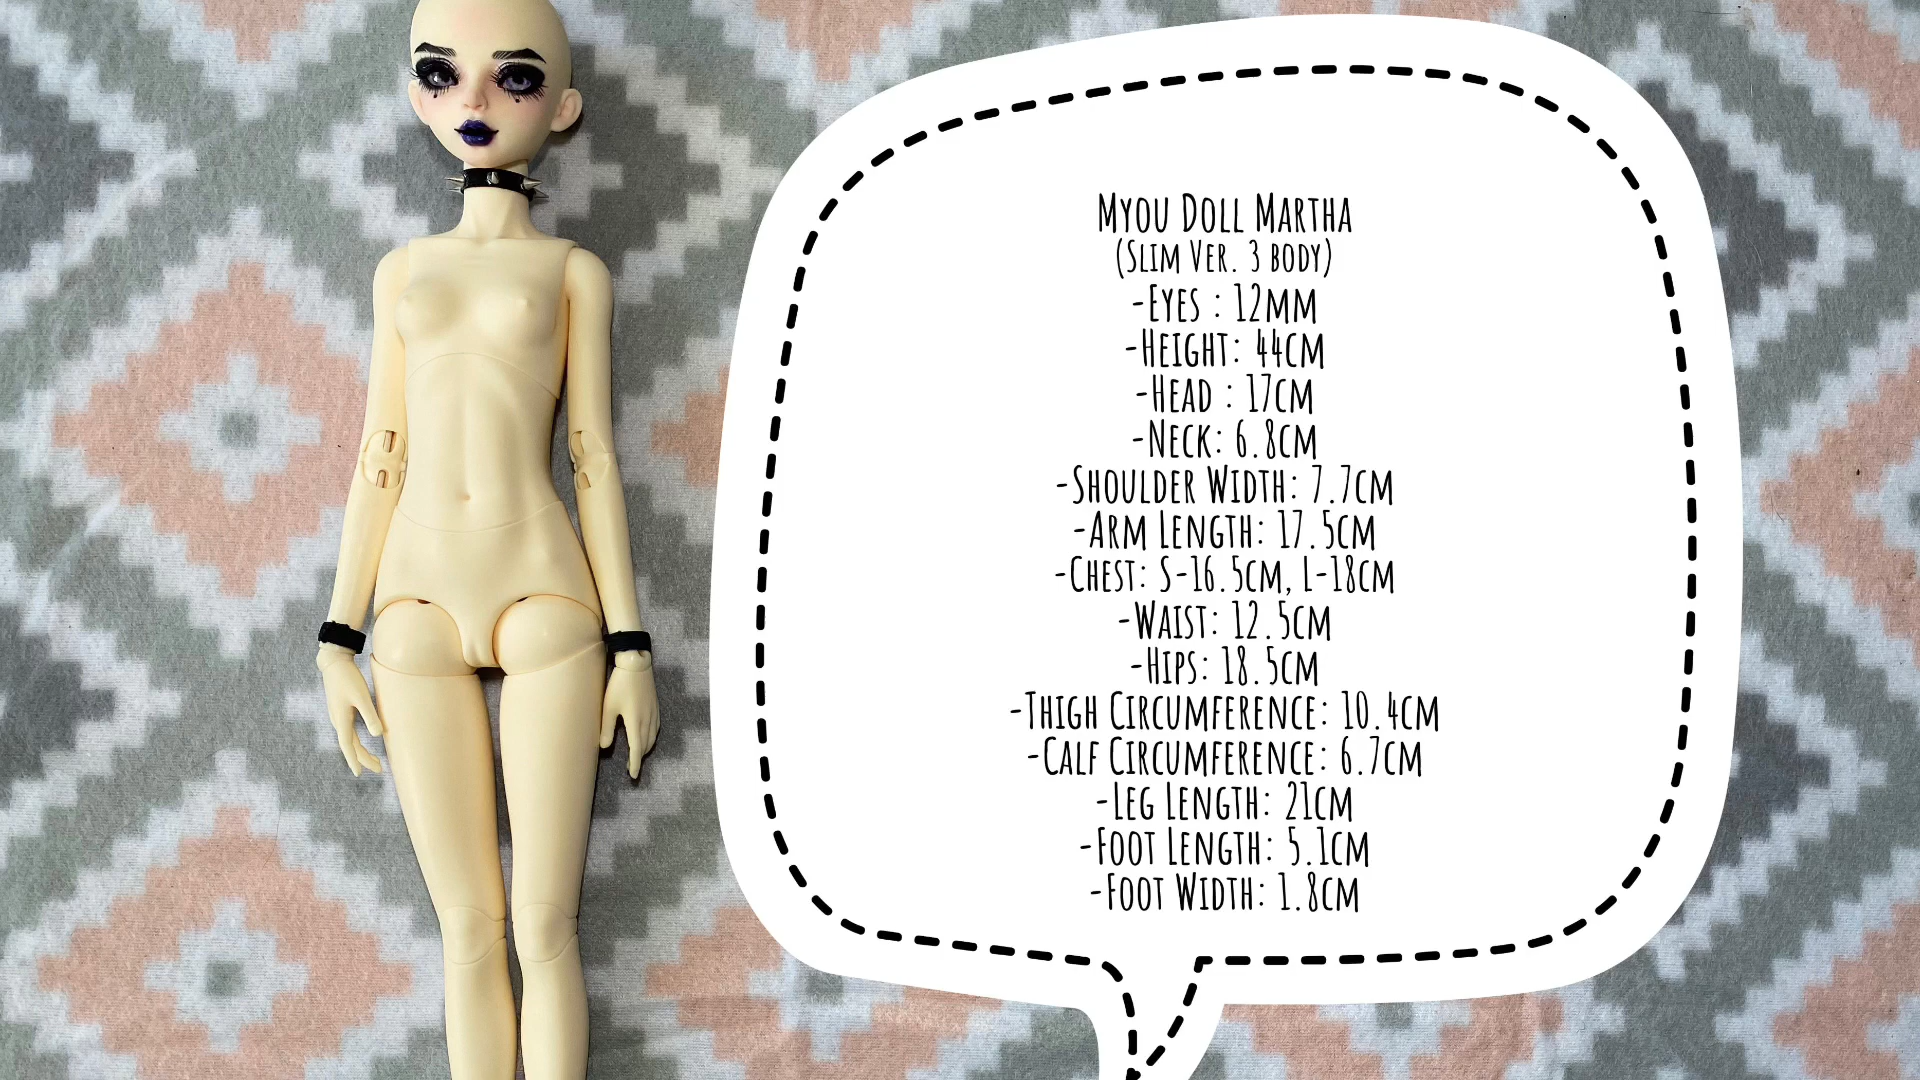 Myou Doll Martha
(Slim Ver. 3 body)
-Eyes : 12mm
-Height: 44cm
-Head : 17cm
-Neck: 6.8cm
-Shoulder Width: 7.7cm
-Arm Length: 17.5cm
-Chest: S-16.5cm, L-18cm
-Waist: 12.5cm
-Hips: 18.5cm
-Thigh Circumference: 10.4cm
-Calf Circumference: 6.7cm
-Leg Length: 21cm
-Foot Length: 5.1cm
-Foot Width: 1.8cm